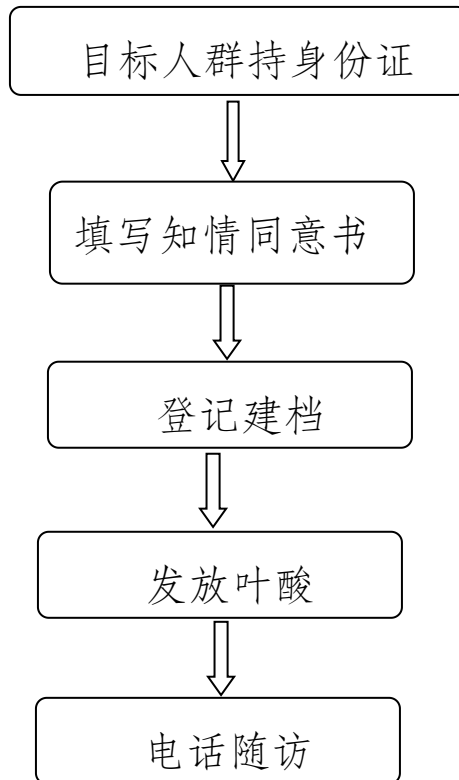 目标人群持身份证
填写知情同意书
登记建档
发放叶酸
电话随访